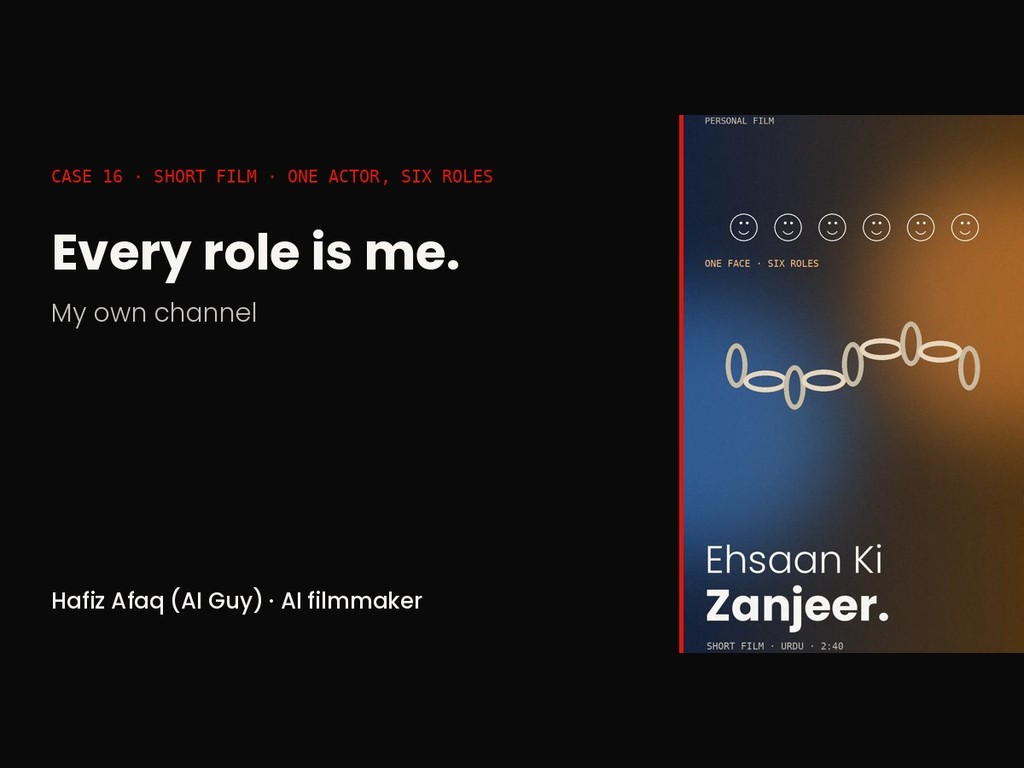 CASE 16 · SHORT FILM · ONE ACTOR, SIX ROLES
Every role is me.
My own channel
Hafiz Afaq (AI Guy) · AI filmmaker
PERSONAL FILM
ONE FACE · SIX ROLES
Ehsaan Ki
Zanjeer.
SHORT FILM · URDU · 2:40